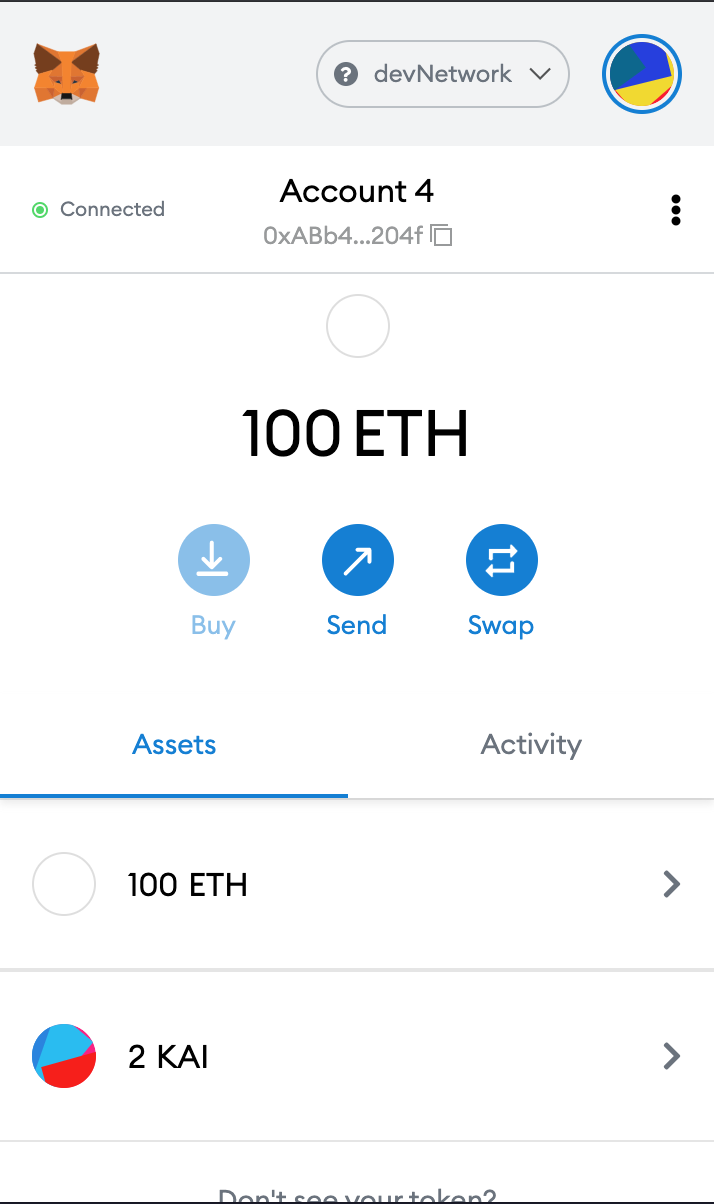 ? devNetwork
Connected
Account 4
0xABb4...204f
100 ETH
Buy
Send
Swap
Assets
Activity
100 ETH
2 KAI
Don't see your token?